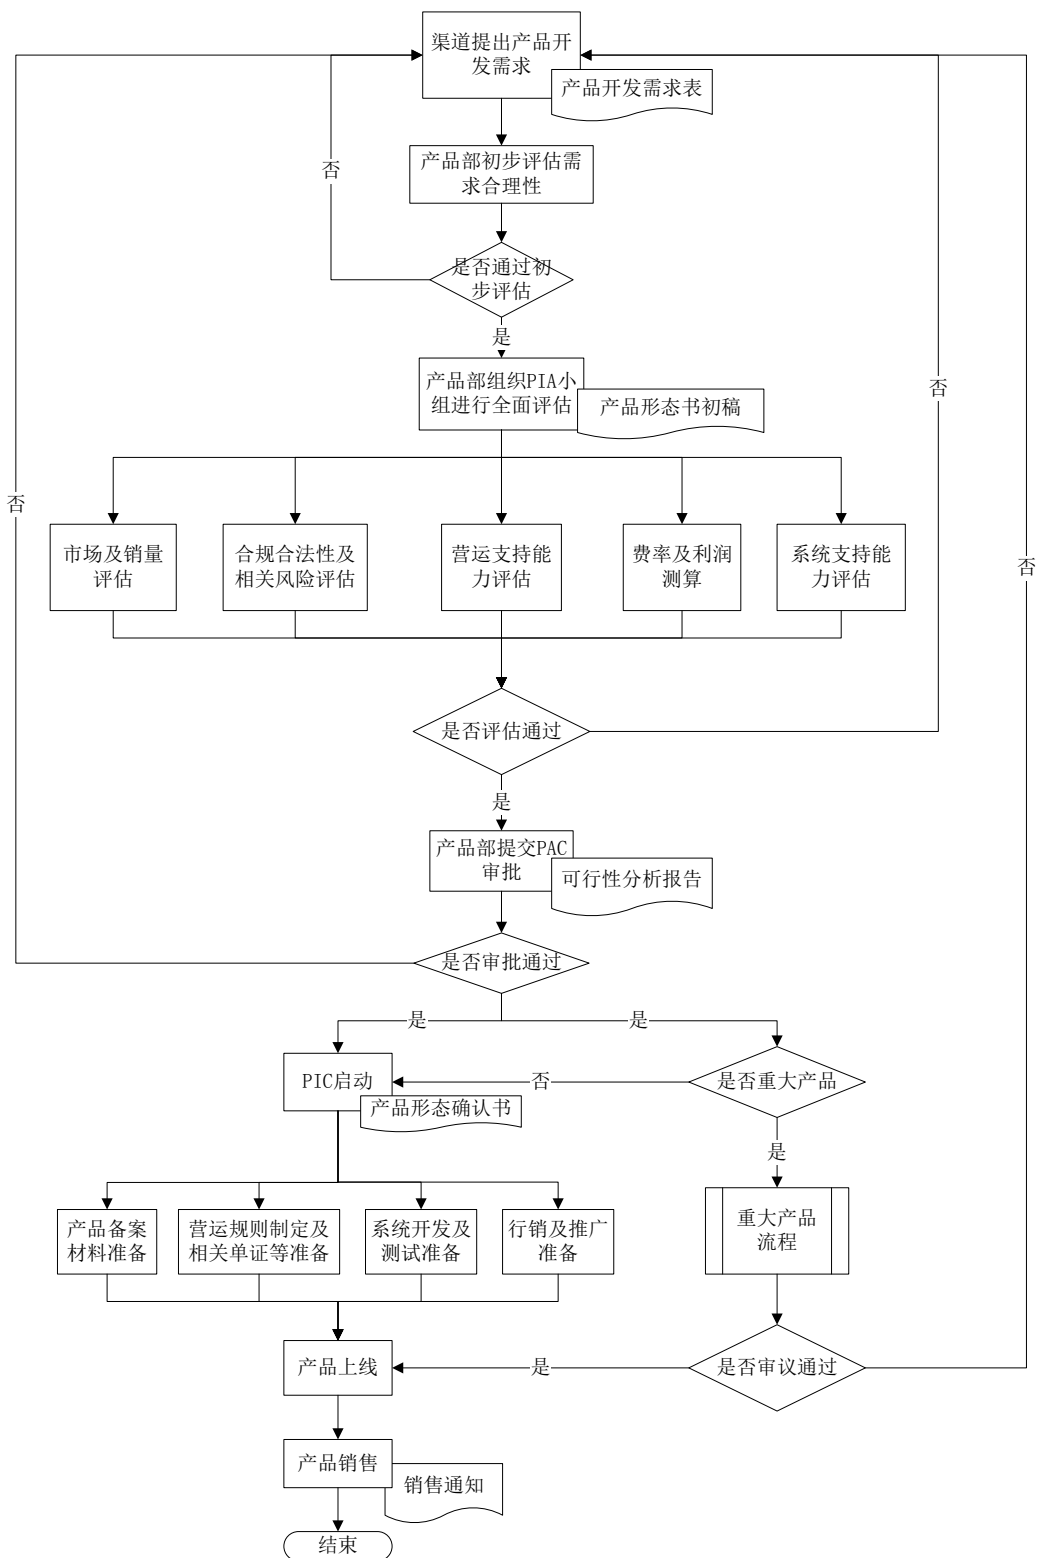 渠道提出产品开
发需求
产品开发需求表
产品部初步评估需
求合理性
否
是否通过初
步评估
是
产品部组织PIA小
组进行全面评估
产品形态书初稿
否
否
市场及销量
评估
合规合法性及
相关风险评估
营运支持能
力评估
费率及利润
测算
系统支持能
力评估
否
是否评估通过
是
产品部提交PAC
审批
可行性分析报告
是否审批通过
是
是
PIC启动
产品形态确认书
否
是否重大产品
是
产品备案
材料准备
营运规则制定及
相关单证等准备
系统开发及
测试准备
行销及推广
准备
重大产品
流程
产品上线
是
是否审议通过
产品销售
销售通知
结束